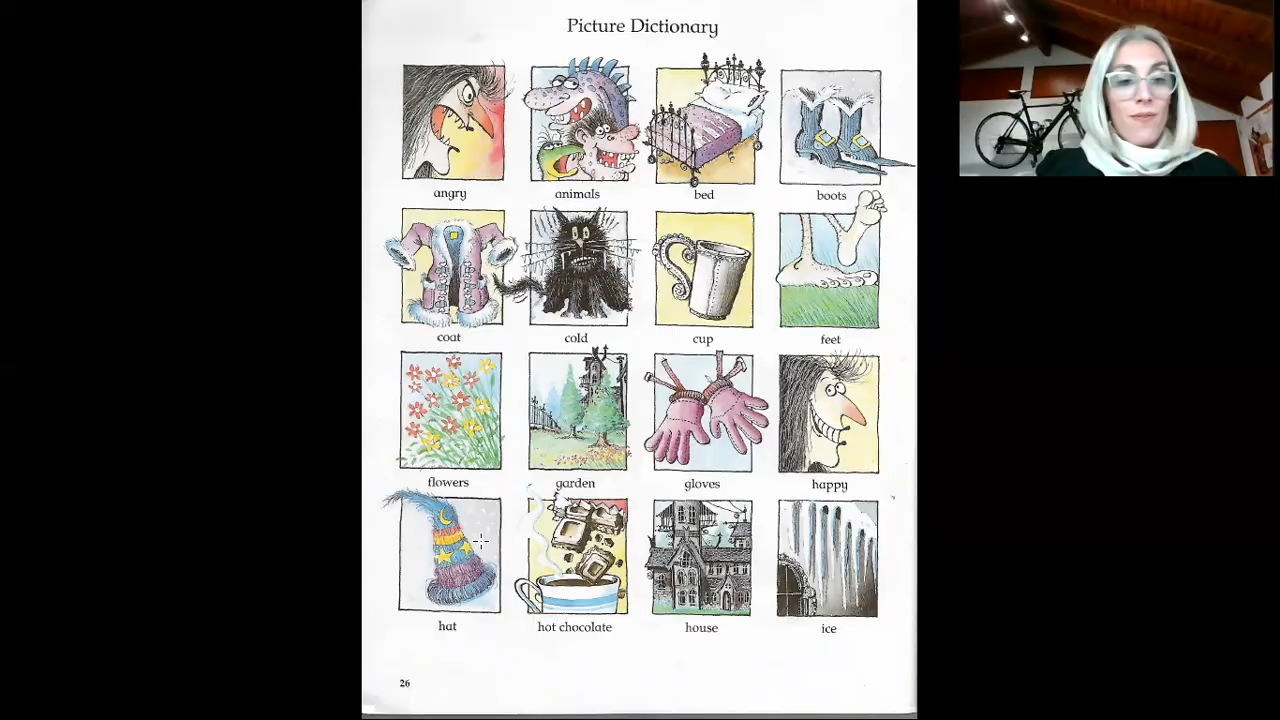 Picture Dictionary
angry animals bed boots
coat cold cup feet
flowers garden gloves happy
hat hot chocolate house ice
26